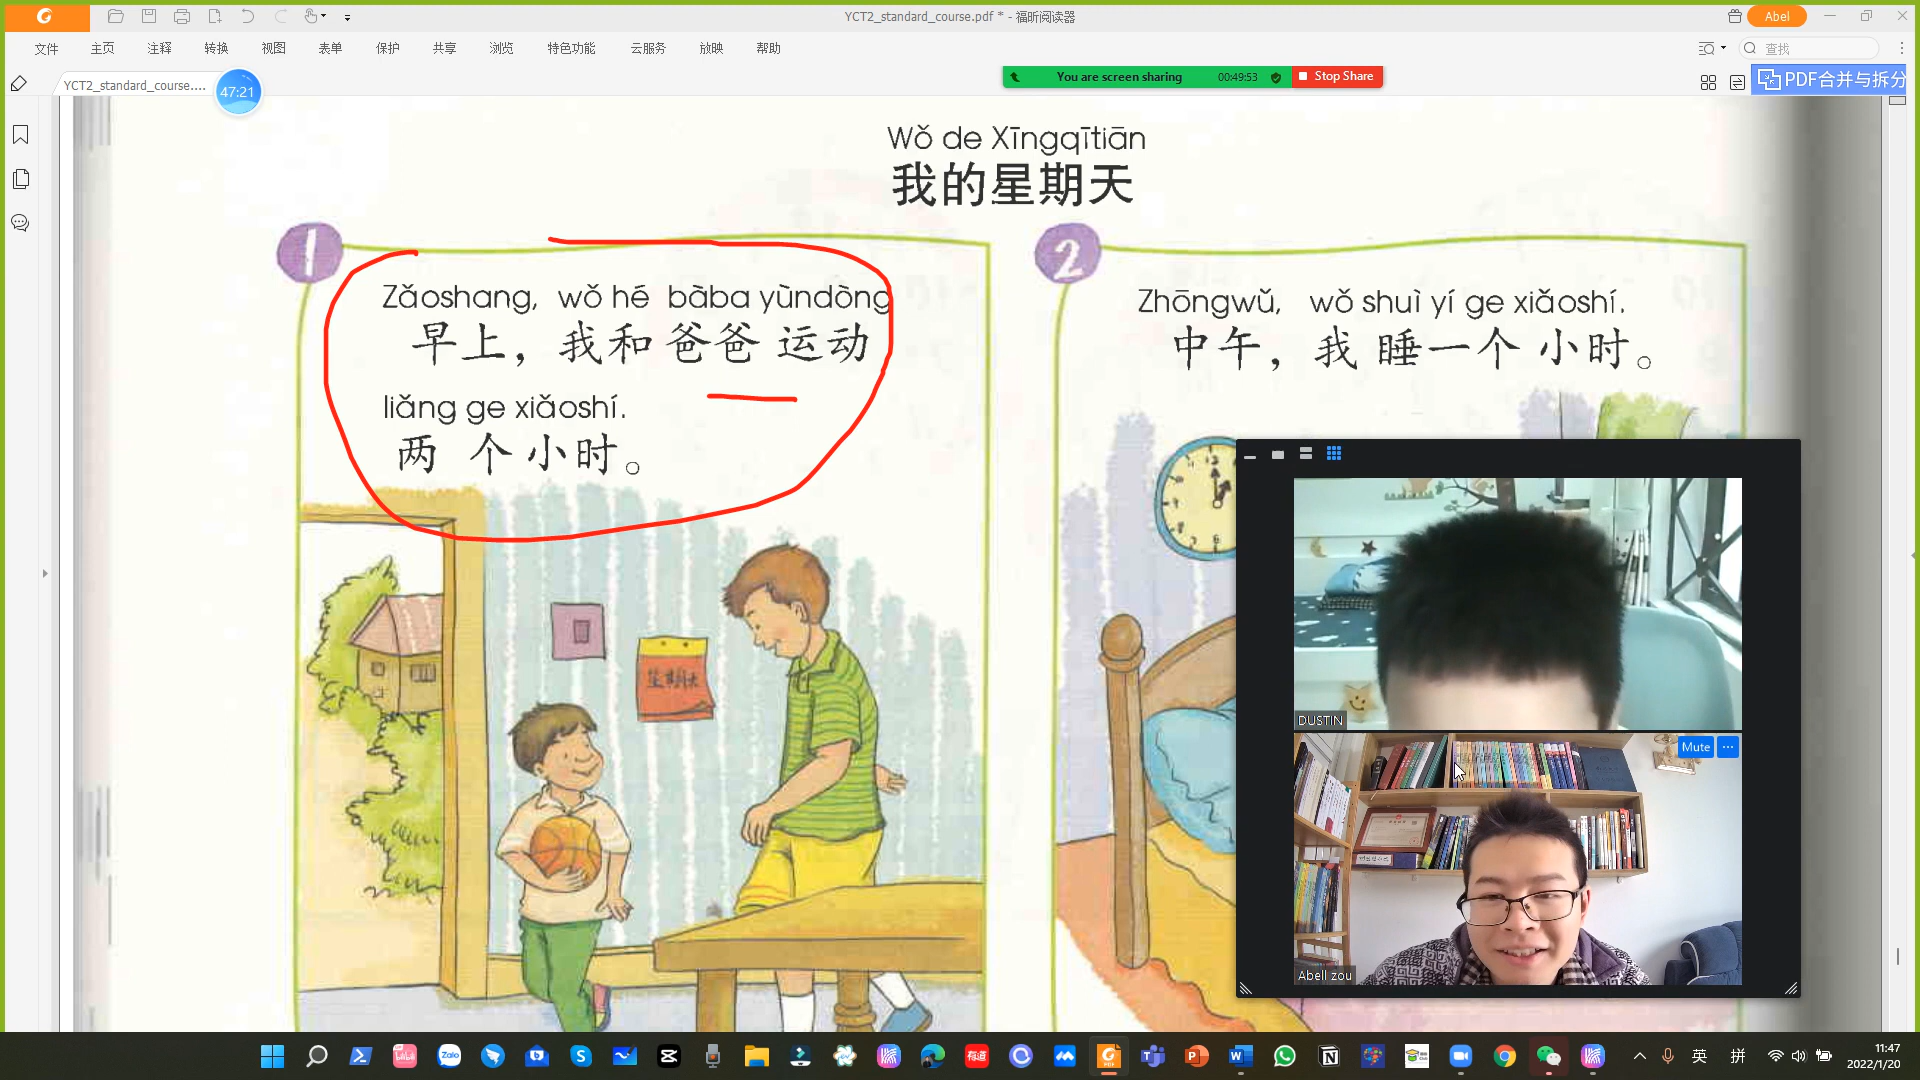 YCT2_standard_course.pdf * - 福昕阅读器
Abel
文件 主页 注释 转换 视图 表单 保护 共享 浏览 特色功能 云服务 放映 帮助
查找
YCT2_standard_course....
47:21
You are screen sharing 00:49:53 Stop Share
PDF合并与拆分
Wǒ de Xīngqītiān
我的星期天
1
Zǎoshang, wǒ hé bàba yùndòng
早上，我和爸爸运动
liǎng ge xiǎoshí.
两个小时。
星期天
2
Zhōngwǔ, wǒ shuì yí ge xiǎoshí.
中午，我睡一个小时。
DUSTIN
Mute ...
Abell zou
英 拼
11:47
2022/1/20